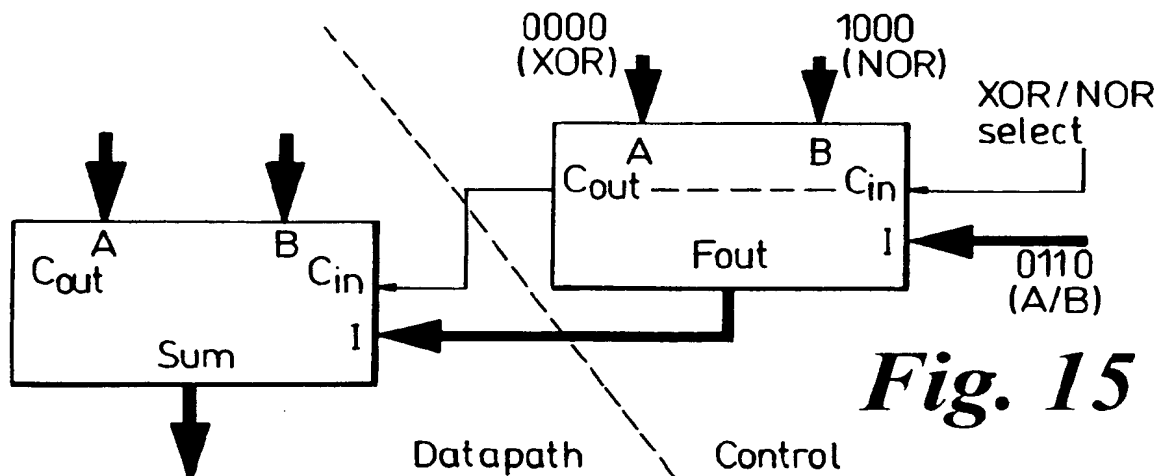 0000
(XOR)
1000
(NOR)
XOR/NOR
select
A
B
Cout
Cin
I
Fout
0110
(A/B)
A
B
Cout
Cin
I
Sum
Fig. 15
Datapath
Control